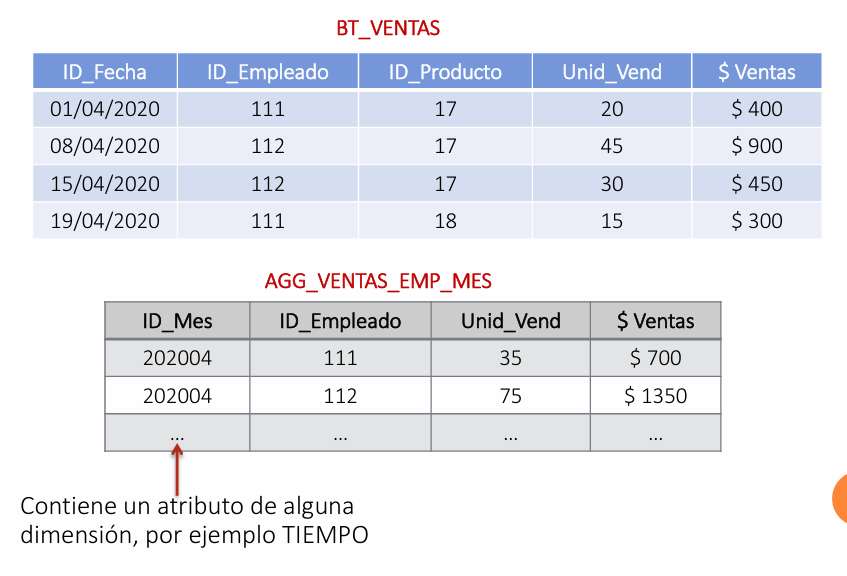 BT_VENTAS
ID_Fecha ID_Empleado ID_Producto Unid_Vend $ Ventas
01/04/2020 111 17 20 $ 400
08/04/2020 112 17 45 $ 900
15/04/2020 112 17 30 $ 450
19/04/2020 111 18 15 $ 300
AGG_VENTAS_EMP_MES
ID_Mes ID_Empleado Unid_Vend $ Ventas
202004 111 35 $ 700
202004 112 75 $ 1350
... ... ... ...
Contiene un atributo de alguna
dimensión, por ejemplo TIEMPO